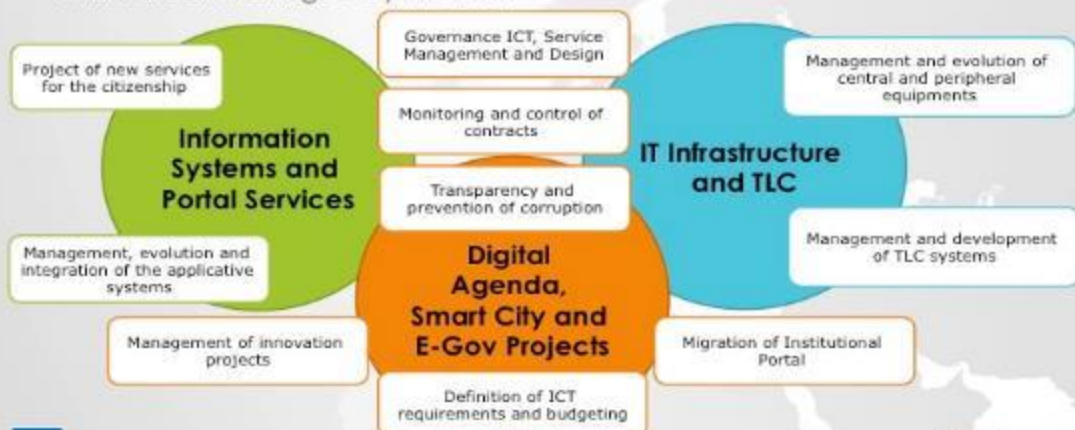 Governance ICT, Service
Management and Design
Project of new services
for the citizenship
Management and evolution of
central and peripheral
equipments
Monitoring and control of
contracts
Information
Systems and
Portal Services
IT Infrastructure
and TLC
Transparency and
prevention of corruption
Management, evolution and
integration of the applicative
systems
Digital
Agenda,
Smart City and
E-Gov Projects
Management and development
of TLC systems
Management of innovation
projects
Migration of Institutional
Portal
Definition of ICT
requirements and budgeting